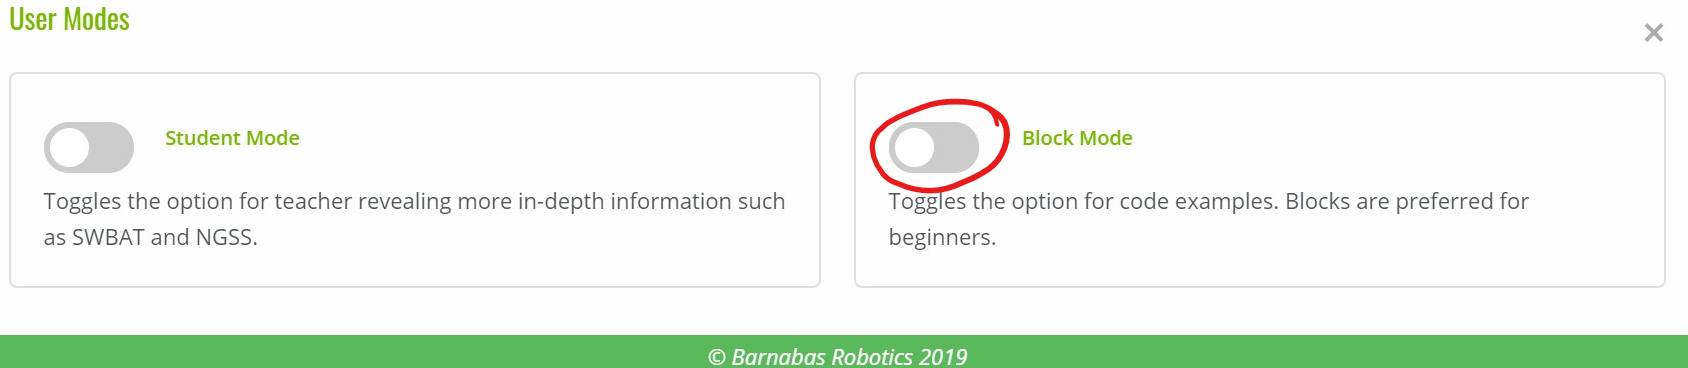 User Modes
Student Mode
Toggles the option for teacher revealing more in-depth information such
as SWBAT and NGSS.
Block Mode
Toggles the option for code examples. Blocks are preferred for
beginners.
© Barnabas Robotics 2019